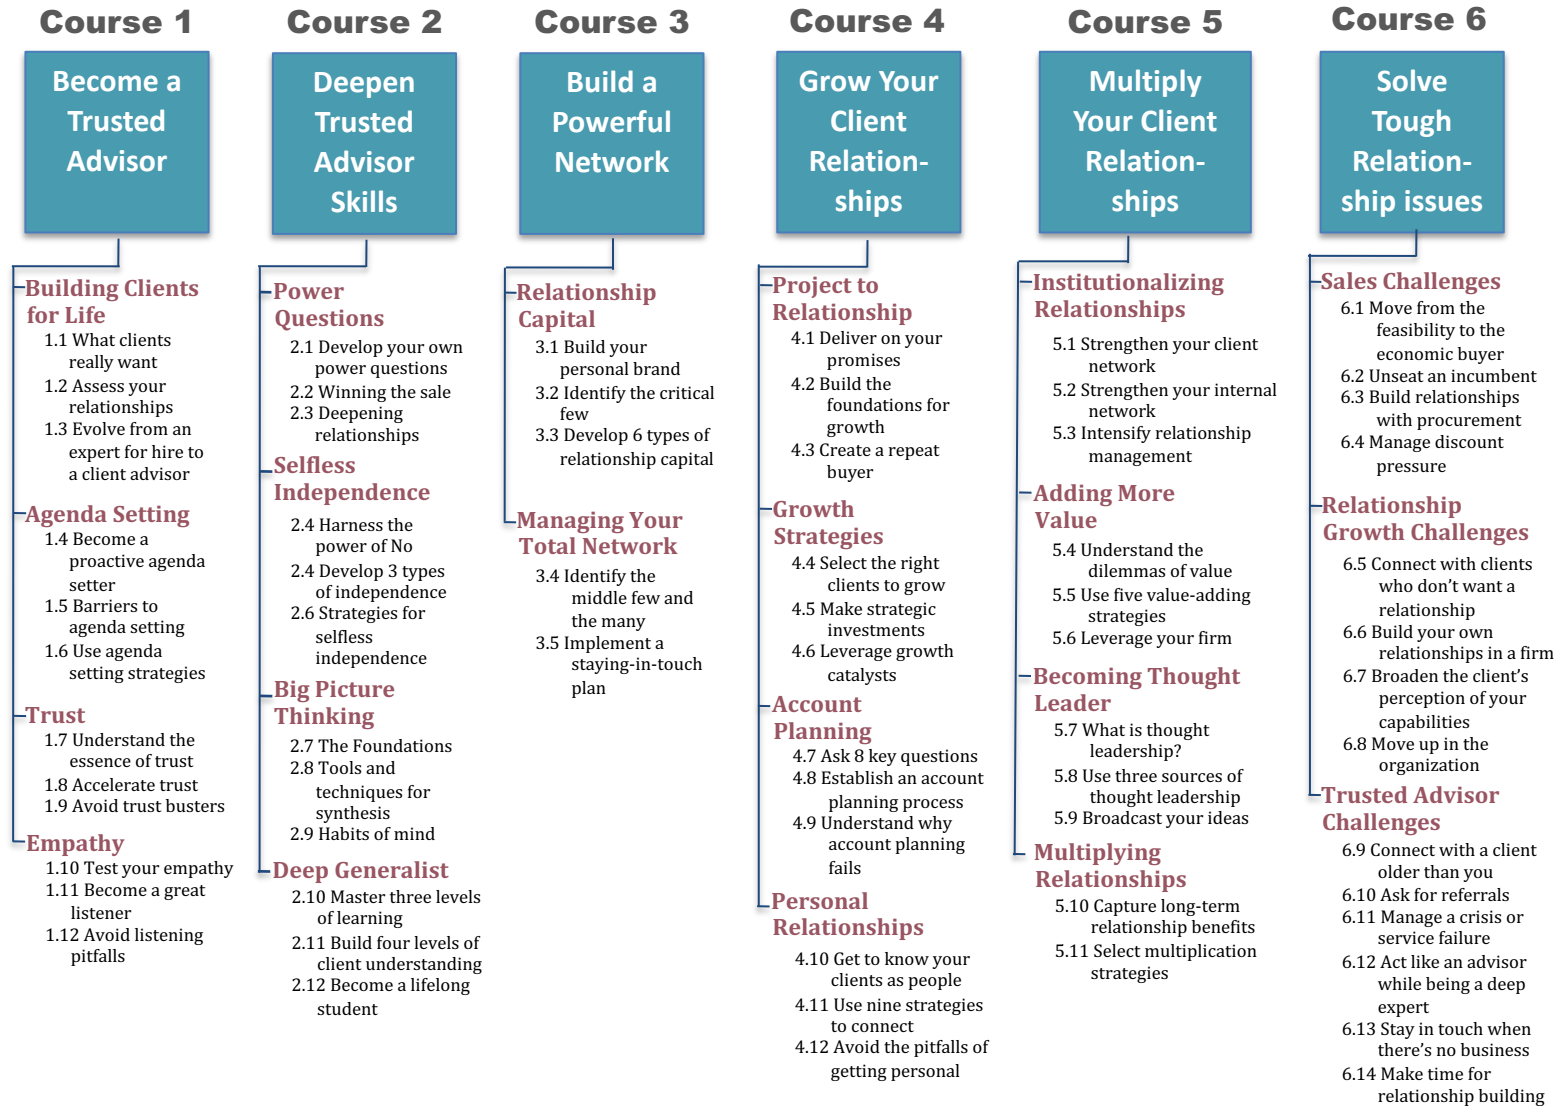 Course 1
Become a
Trusted
Advisor
Building Clients
for Life
1.1 What clients
really want
1.2 Assess your
relationships
1.3 Evolve from an
expert for hire to
a client advisor
Agenda Setting
1.4 Become a
proactive agenda
setter
1.5 Barriers to
agenda setting
1.6 Use agenda
setting strategies
Trust
1.7 Understand the
essence of trust
1.8 Accelerate trust
1.9 Avoid trust busters
Empathy
1.10 Test your empathy
1.11 Become a great
listener
1.12 Avoid listening
pitfalls
Course 2
Deepen
Trusted
Advisor
Skills
Power
Questions
2.1 Develop your own
power questions
2.2 Winning the sale
2.3 Deepening
relationships
Selfless
Independence
2.4 Harness the
power of No
2.4 Develop 3 types
of independence
2.6 Strategies for
selfless
independence
Big Picture
Thinking
2.7 The Foundations
2.8 Tools and
techniques for
synthesis
2.9 Habits of mind
Deep Generalist
2.10 Master three levels
of learning
2.11 Build four levels of
client understanding
2.12 Become a lifelong
student
Course 3
Build a
Powerful
Network
Relationship
Capital
3.1 Build your
personal brand
3.2 Identify the critical
few
3.3 Develop 6 types of
relationship capital
Managing Your
Total Network
3.4 Identify the
middle few and
the many
3.5 Implement a
staying-in-touch
plan
Course 4
Grow Your
Client
Relation-
ships
Project to
Relationship
4.1 Deliver on your
promises
4.2 Build the
foundations for
growth
4.3 Create a repeat
buyer
Growth
Strategies
4.4 Select the right
clients to grow
4.5 Make strategic
investments
4.6 Leverage growth
catalysts
Account
Planning
4.7 Ask 8 key questions
4.8 Establish an account
planning process
4.9 Understand why
account planning
fails
Personal
Relationships
4.10 Get to know your
clients as people
4.11 Use nine strategies
to connect
4.12 Avoid the pitfalls of
getting personal
Course 5
Multiply
Your Client
Relation-
ships
Institutionalizing
Relationships
5.1 Strengthen your client
network
5.2 Strengthen your internal
network
5.3 Intensify relationship
management
Adding More
Value
5.4 Understand the
dilemmas of value
5.5 Use five value-adding
strategies
5.6 Leverage your firm
Becoming Thought
Leader
5.7 What is thought
leadership?
5.8 Use three sources of
thought leadership
5.9 Broadcast your ideas
Multiplying
Relationships
5.10 Capture long-term
relationship benefits
5.11 Select multiplication
strategies
Course 6
Solve
Tough
Relation-
ship issues
Sales Challenges
6.1 Move from the
feasibility to the
economic buyer
6.2 Unseat an incumbent
6.3 Build relationships
with procurement
6.4 Manage discount
pressure
Relationship
Growth Challenges
6.5 Connect with clients
who don't want a
relationship
6.6 Build your own
relationships in a firm
6.7 Broaden the client's
perception of your
capabilities
6.8 Move up in the
organization
Trusted Advisor
Challenges
6.9 Connect with a client
older than you
6.10 Ask for referrals
6.11 Manage a crisis or
service failure
6.12 Act like an advisor
while being a deep
expert
6.13 Stay in touch when
there's no business
6.14 Make time for
relationship building